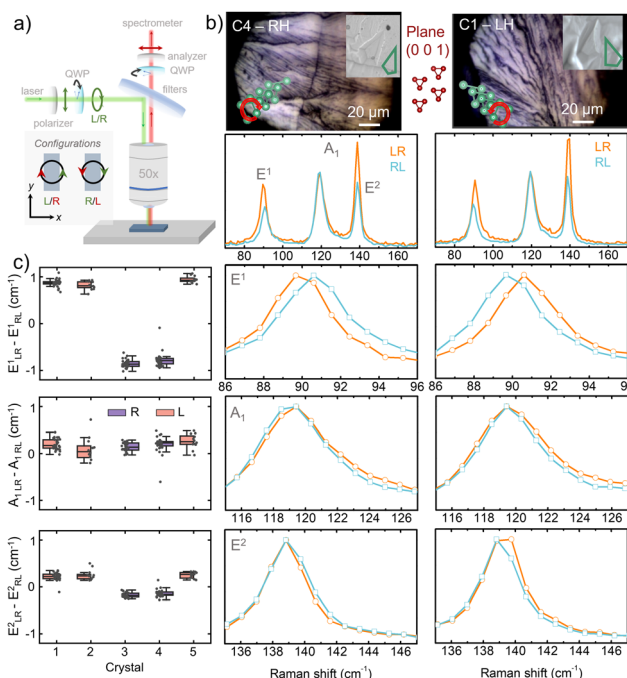 a)
spectrometer
QWP
analyzer
QWP
laser
filters
polarizer
L/R
Configurations
50x
y
x
L/R
R/L
b)
C4 – RH
20 μm
Plane
(0 0 1)
C1 – LH
20 μm
E¹
A₁
E²
LR
RL
80 100 120 140 160
LR
RL
80 100 120 140 160
c)
E¹LR - E¹RL (cm⁻¹)
1
0
-1
E¹
86 88 90 92 94 96
86 88 90 92 94 96
A₁ LR - A₁ RL (cm⁻¹)
1
0
-1
R
L
A₁
116 118 120 122 124 126
116 118 120 122 124 126
E²LR - E²RL (cm⁻¹)
1
0
-1
1 2 3 4 5
Crystal
E²
136 138 140 142 144 146
Raman shift (cm⁻¹)
136 138 140 142 144 146
Raman shift (cm⁻¹)